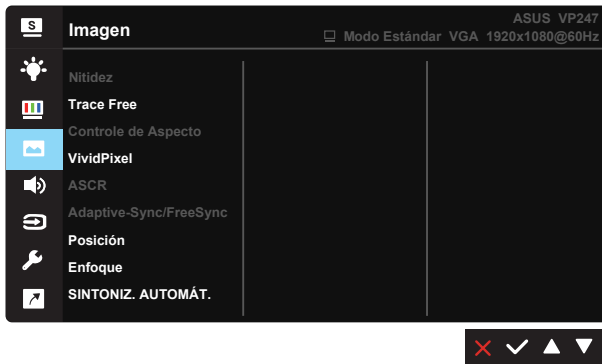 S
Imagen
ASUS VP247
Modo Estándar VGA 1920x1080@60Hz
Nitidez
Trace Free
Controle de Aspecto
VividPixel
ASCR
Adaptive-Sync/FreeSync
Posición
Enfoque
SINTONIZ. AUTOMÁT.